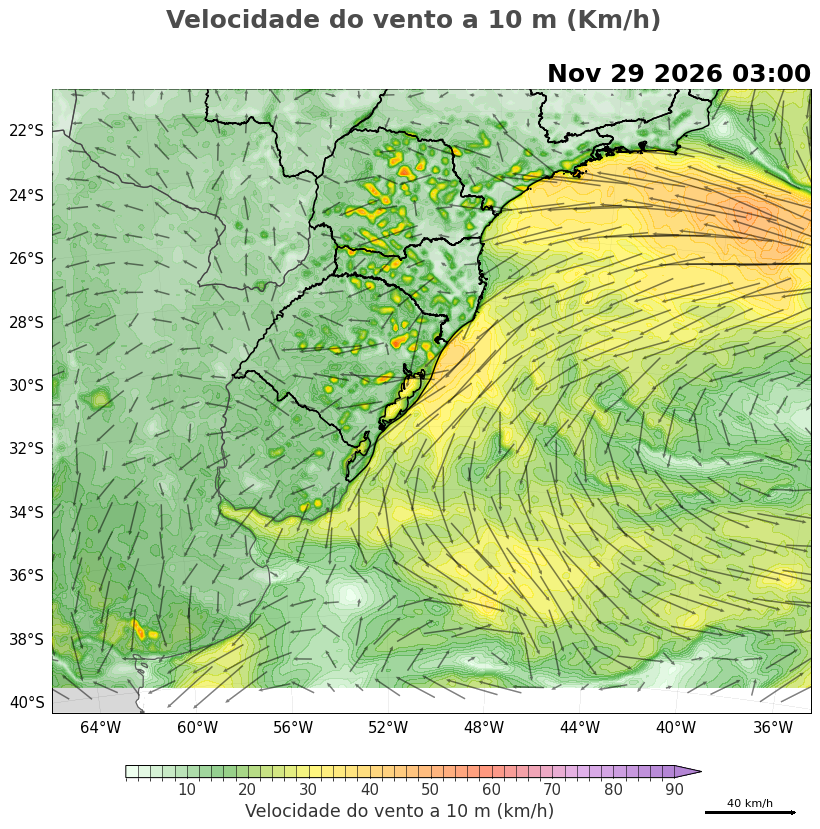 Velocidade do vento a 10 m (Km/h)
Nov 29 2026 03:00
22°S
24°S
26°S
28°S
30°S
32°S
34°S
36°S
38°S
40°S
64°W 60°W 56°W 52°W 48°W 44°W 40°W 36°W
10 20 30 40 50 60 70 80 90
Velocidade do vento a 10 m (km/h)
40 km/h